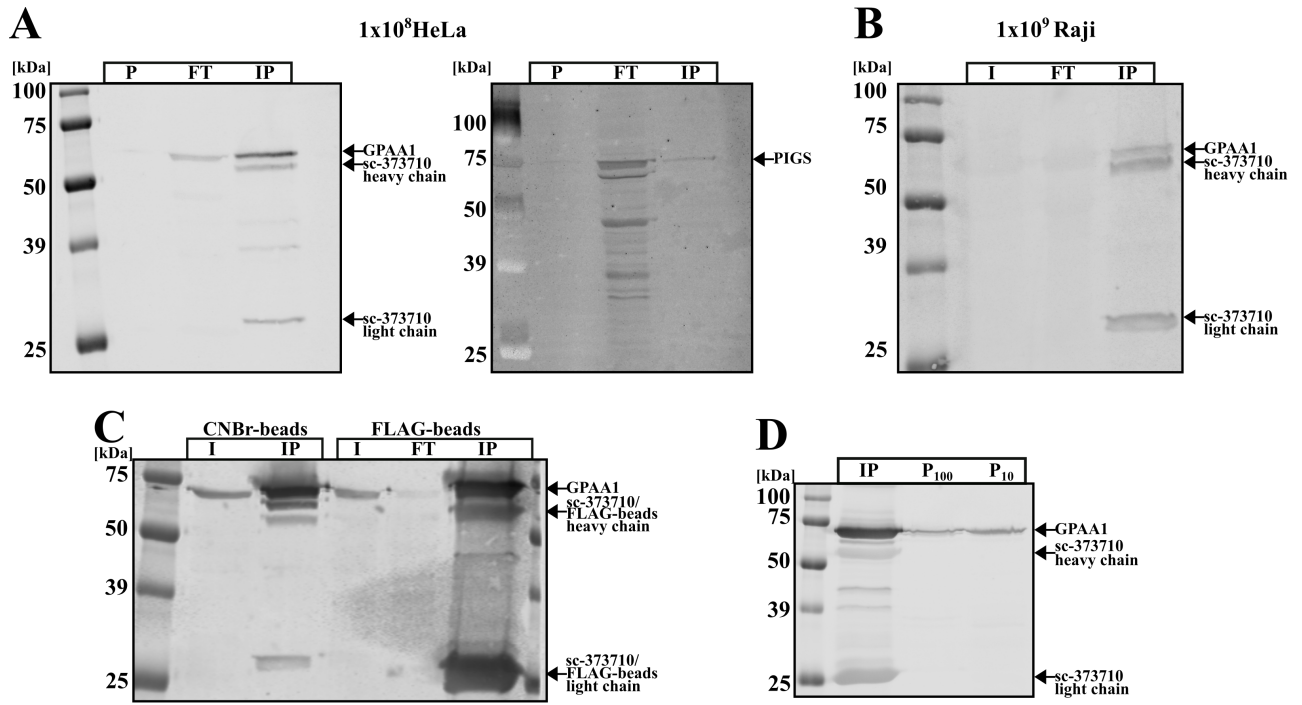 A
1x10⁸HeLa
[kDa]
P FT IP
100
75
50
39
25
GPAA1
sc-373710
heavy chain
sc-373710
light chain
[kDa]
P FT IP
100
75
50
39
25
PIGS
B
1x10⁹ Raji
[kDa]
I FT IP
100
75
50
39
25
GPAA1
sc-373710
heavy chain
sc-373710
light chain
C
CNBr-beads FLAG-beads
[kDa]
I IP I FT IP
75
50
39
25
GPAA1
sc-373710/
FLAG-beads
heavy chain
sc-373710/
FLAG-beads
light chain
D
[kDa]
IP P₁₀₀ P₁₀
100
75
50
39
25
GPAA1
sc-373710
heavy chain
sc-373710
light chain